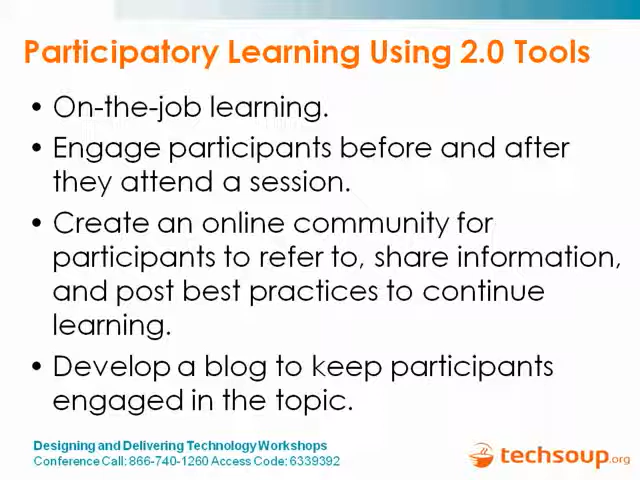 Participatory Learning Using 2.0 Tools
• On-the-job learning.
• Engage participants before and after
they attend a session.
• Create an online community for
participants to refer to, share information,
and post best practices to continue
learning.
• Develop a blog to keep participants
engaged in the topic.
Designing and Delivering Technology Workshops
Conference Call: 866-740-1260 Access Code: 6339392
techsoup.org